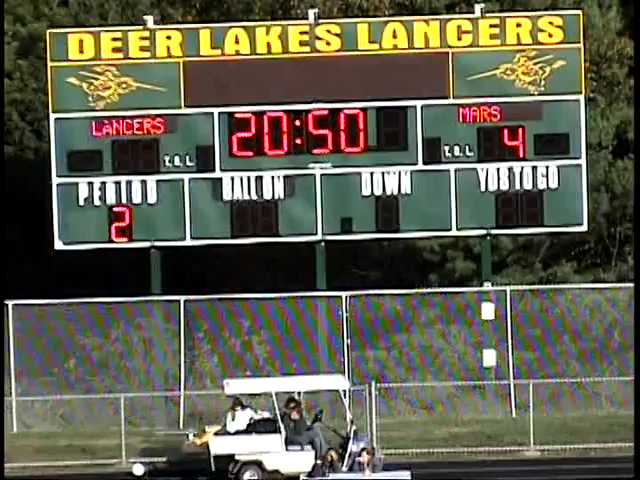 DEER LAKES LANCERS
LANCERS 20:50 MARS
T.O.L. T.O.L. 4
PERIOD BALL ON DOWN YDS TO GO
2